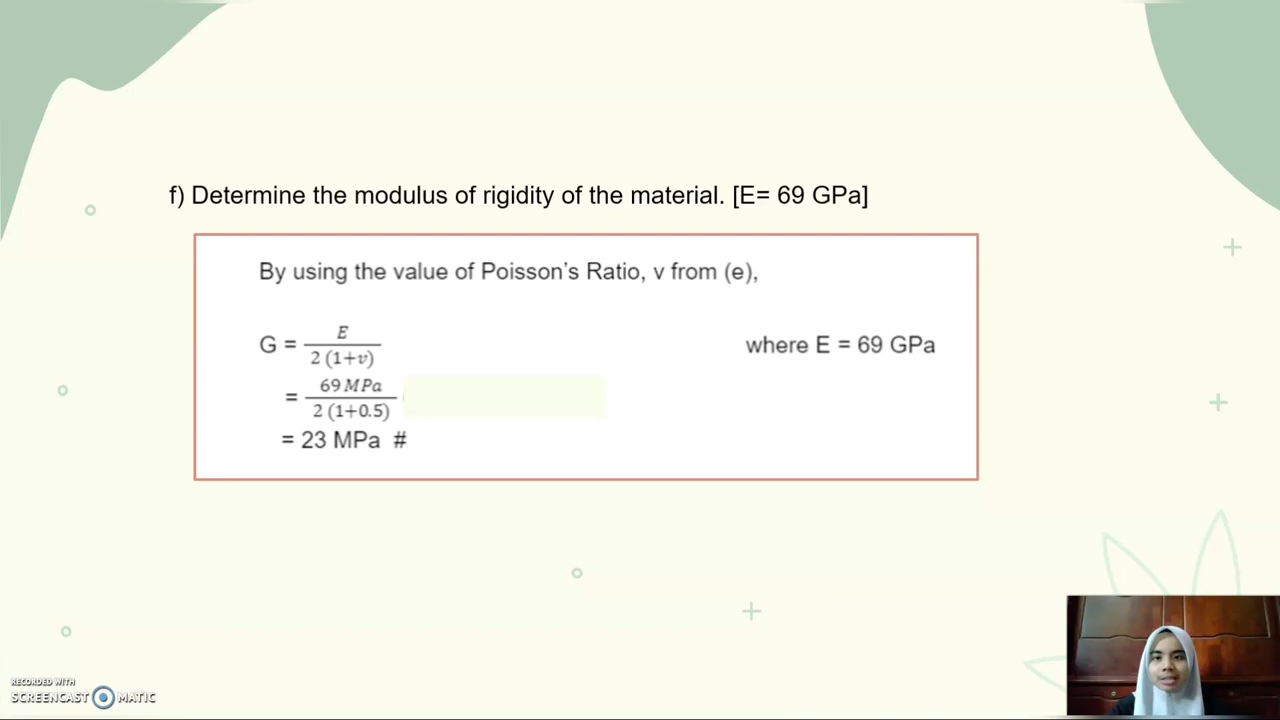 f) Determine the modulus of rigidity of the material. [E= 69 GPa]
By using the value of Poisson's Ratio, v from (e),
G = E / 2 (1+v) where E = 69 GPa
= 69 MPa / 2 (1+0.5)
= 23 MPa #
RECORDED WITH
SCREENCAST MATIC